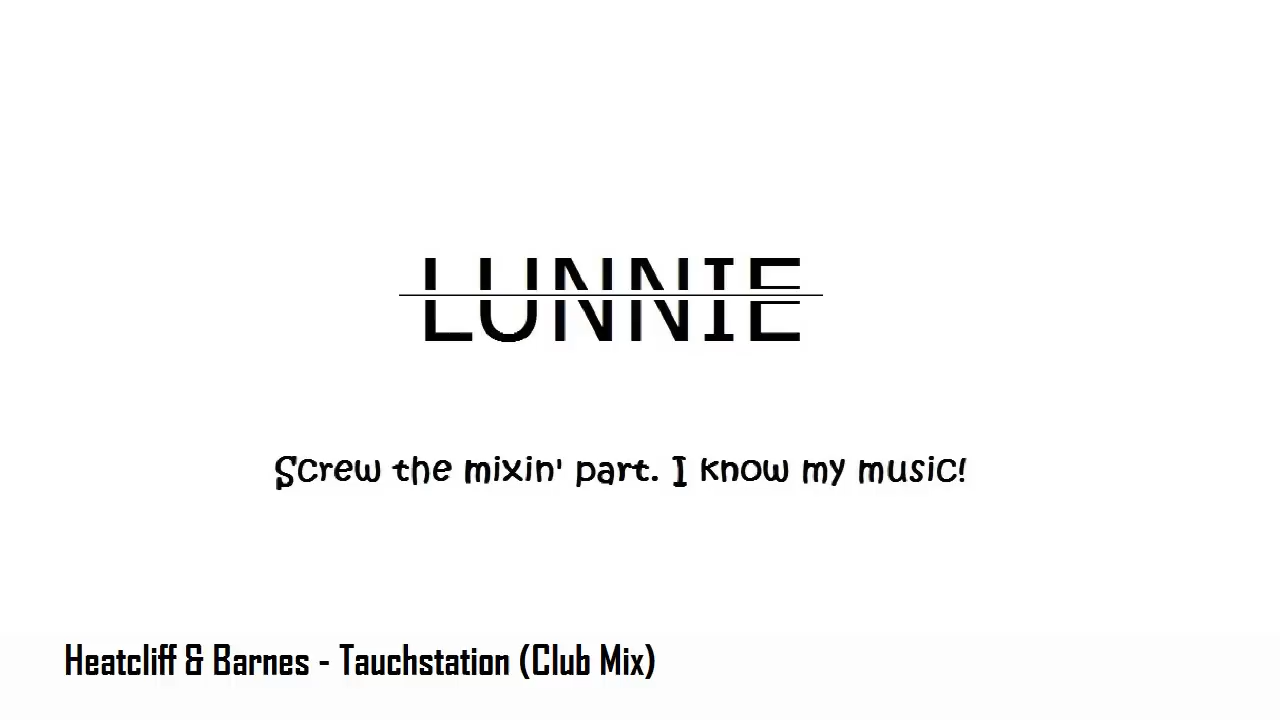 LUNNIE
Screw the mixin' part. I know my music!
Heatcliff & Barnes - Tauchstation (Club Mix)